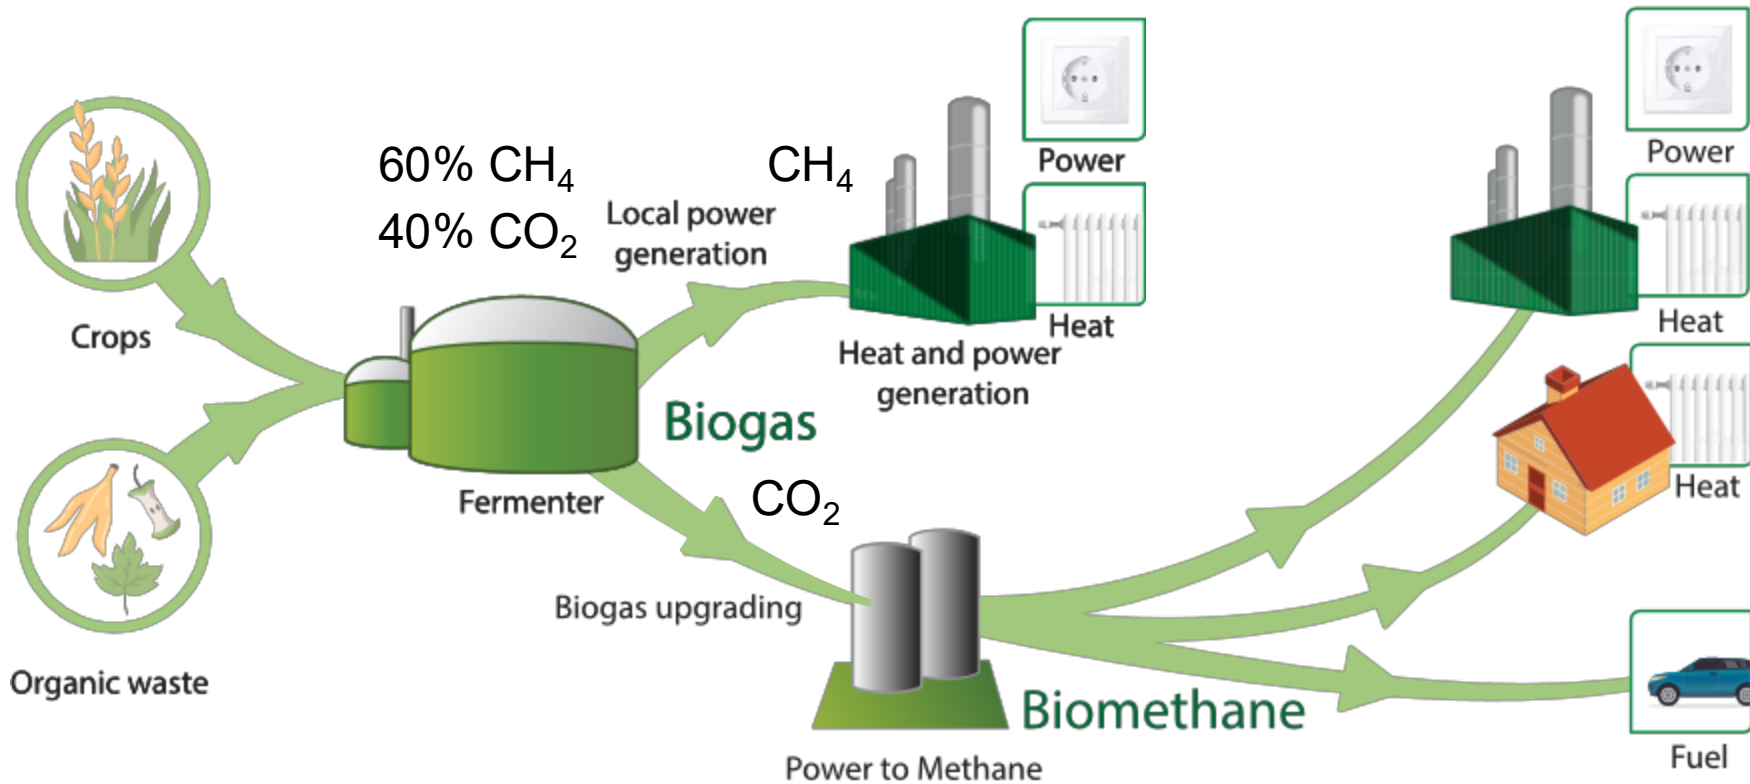 60% CH₄
40% CO₂
CH₄
Local power
generation
Power
Heat
Heat and power
generation
Crops
Biogas
Fermenter
CO₂
Organic waste
Biogas upgrading
Biomethane
Power to Methane
Power
Heat
Heat
Fuel